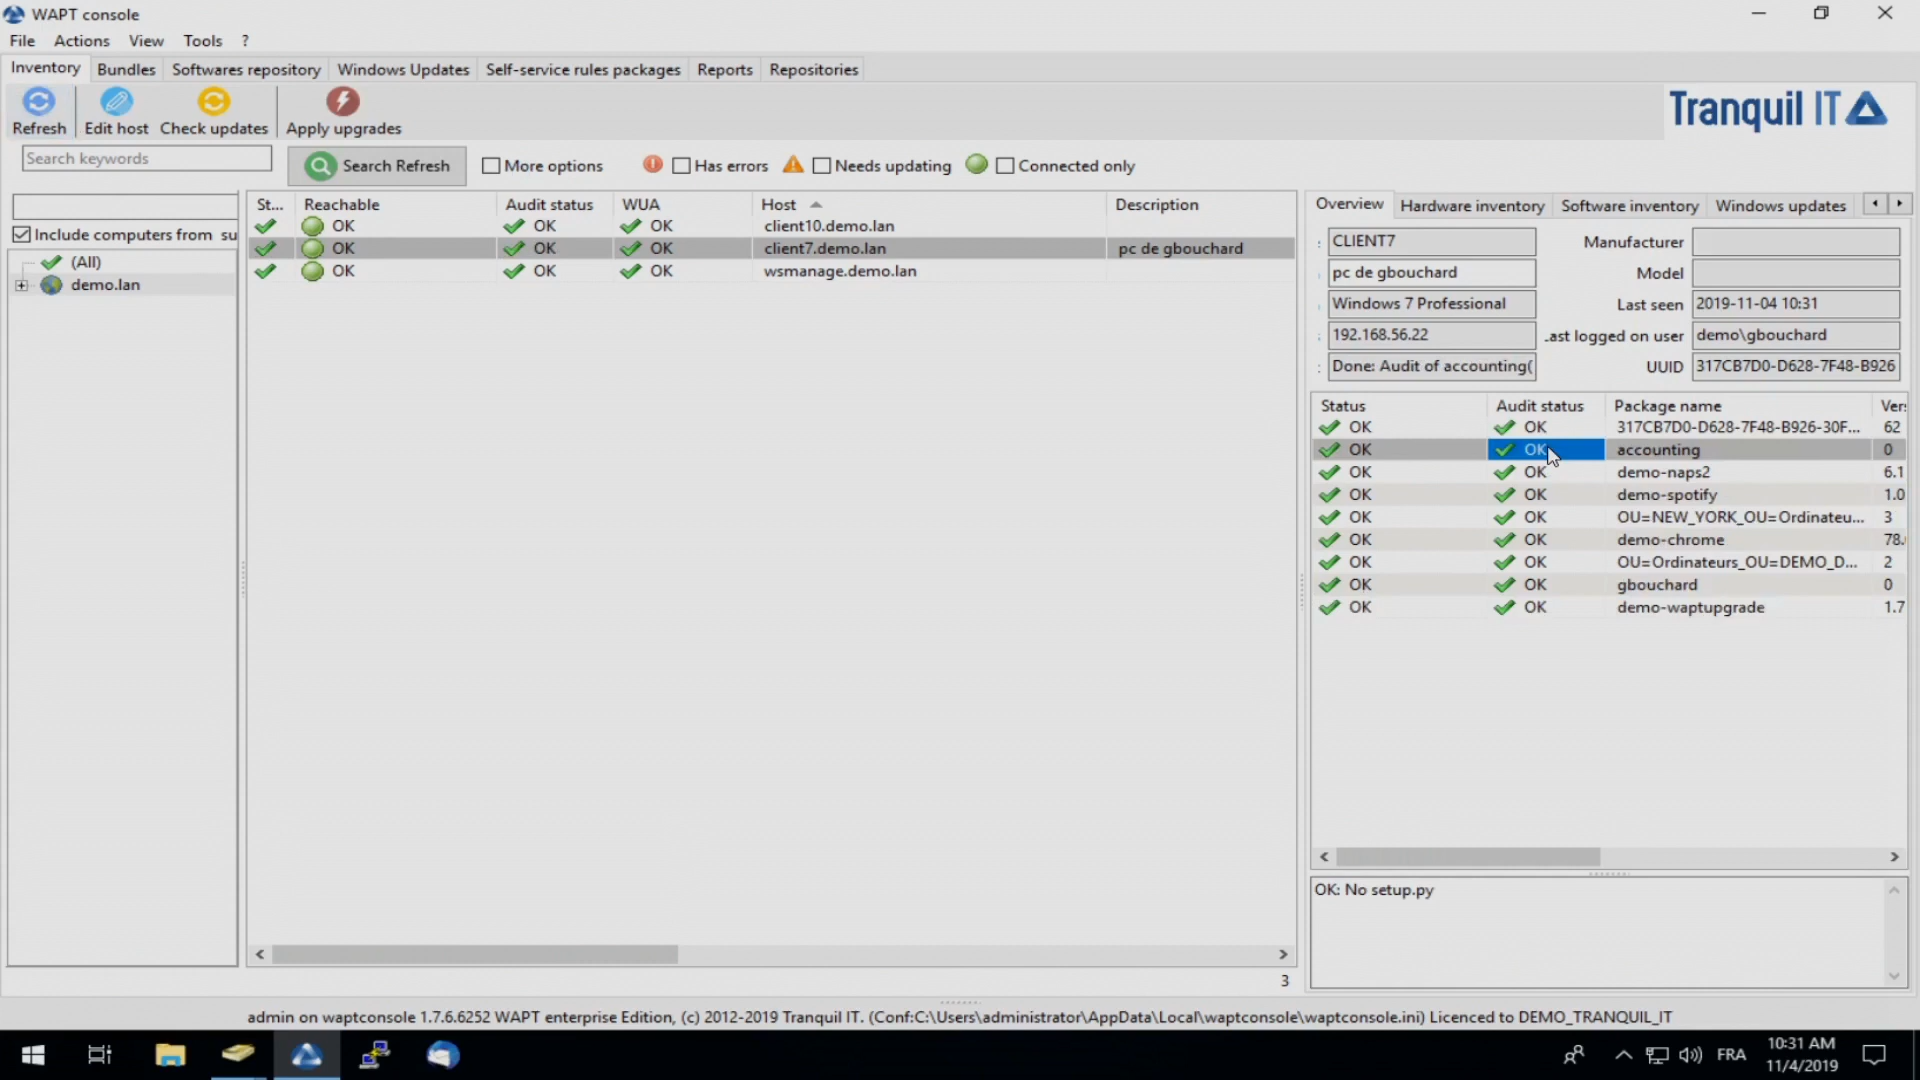 WAPT console
File Actions View Tools ?
Inventory Bundles Softwares repository Windows Updates Self-service rules packages Reports Repositories
Refresh Edit host Check updates Apply upgrades
Tranquil IT
Search keywords Search Refresh More options Has errors Needs updating Connected only
Include computers from su
(All)
demo.lan
St... Reachable Audit status WUA Host Description
OK OK OK client10.demo.lan
OK OK OK client7.demo.lan pc de gbouchard
OK OK OK wsmanage.demo.lan
3
Overview Hardware inventory Software inventory Windows updates
CLIENT7 Manufacturer
pc de gbouchard Model
Windows 7 Professional Last seen 2019-11-04 10:31
192.168.56.22 ast logged on user demo\gbouchard
Done: Audit of accounting( UUID 317CB7D0-D628-7F48-B926
Status Audit status Package name Ver
OK OK 317CB7D0-D628-7F48-B926-30F... 62
OK OK accounting 0
OK OK demo-naps2 6.1
OK OK demo-spotify 1.0
OK OK OU=NEW_YORK_OU=Ordinateu... 3
OK OK demo-chrome 78.
OK OK OU=Ordinateurs_OU=DEMO_D... 2
OK OK gbouchard 0
OK OK demo-waptupgrade 1.7
OK: No setup.py
admin on waptconsole 1.7.6.6252 WAPT enterprise Edition, (c) 2012-2019 Tranquil IT. (Conf:C:\Users\administrator\AppData\Local\waptconsole\waptconsole.ini) Licenced to DEMO_TRANQUIL_IT
FRA 10:31 AM
11/4/2019